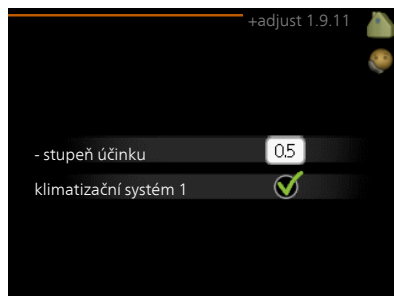 +adjust 1.9.11
- stupeň účinku 0.5
klimatizační systém 1